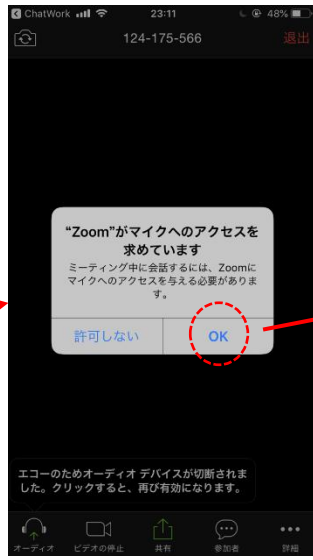 ChatWork 23:11 48%
124-175-566 退出
“Zoom”がマイクへのアクセスを
求めています
ミーティング中に会話するには、Zoomに
マイクへのアクセスを与える必要がありま
す。
許可しない OK
エコーのためオーディオ デバイスが切断されま
した。クリックすると、再び有効になります。
オーディオ ビデオの停止 共有 参加者 詳細